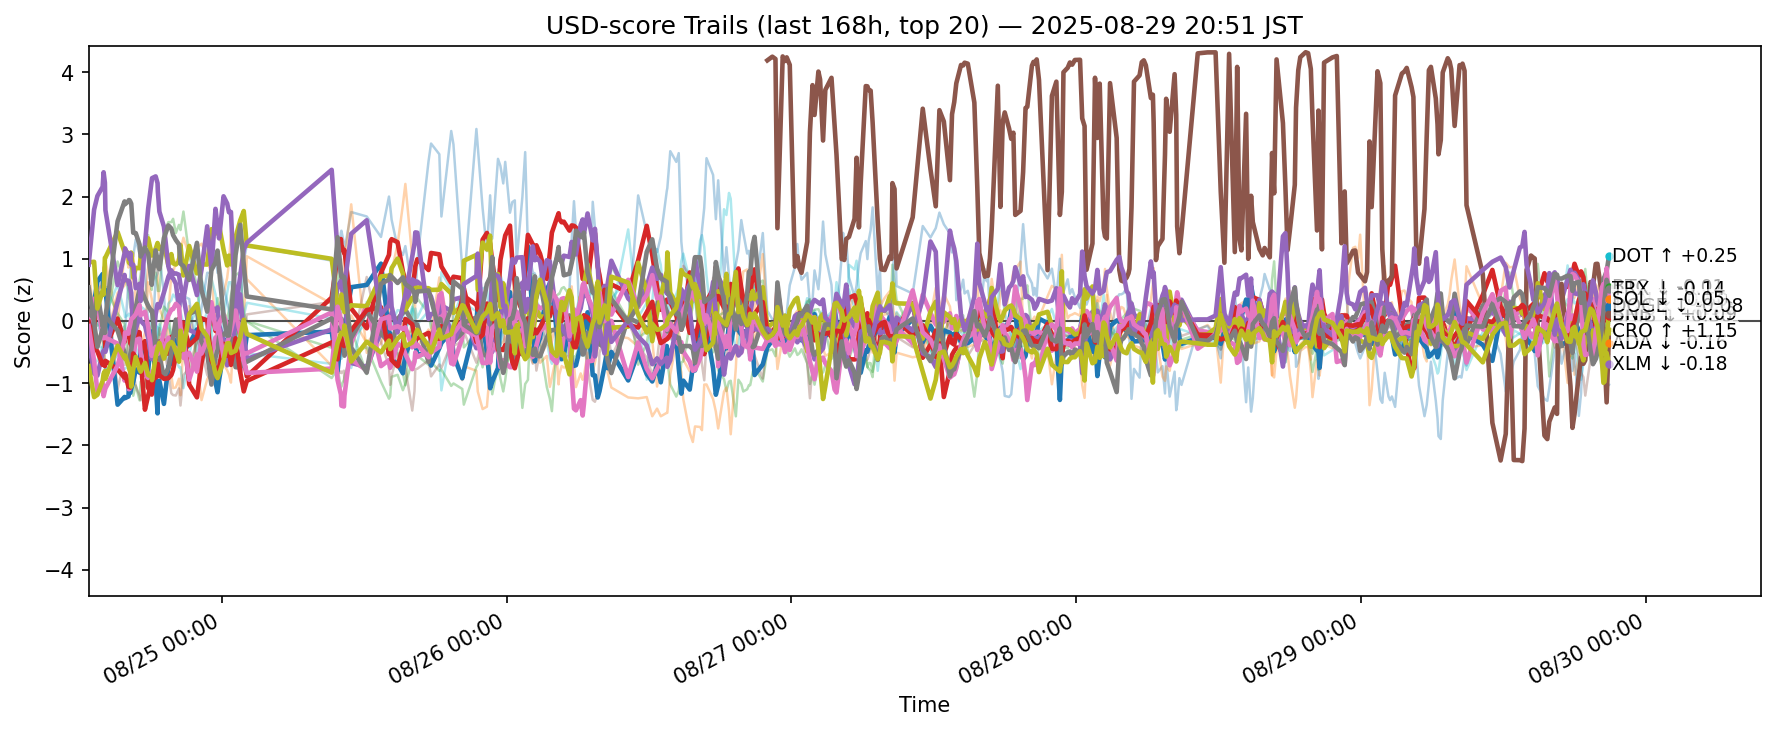 USD-score Trails (last 168h, top 20) — 2025-08-29 20:51 JST
Score (z)
4
3
2
1
0
−1
−2
−3
−4
DOT ↑ +0.25
SOL ↓ -0.05
CRO ↑ +1.15
ADA ↓ -0.16
XLM ↓ -0.18
08/25 00:00
08/26 00:00
08/27 00:00
08/28 00:00
08/29 00:00
08/30 00:00
Time